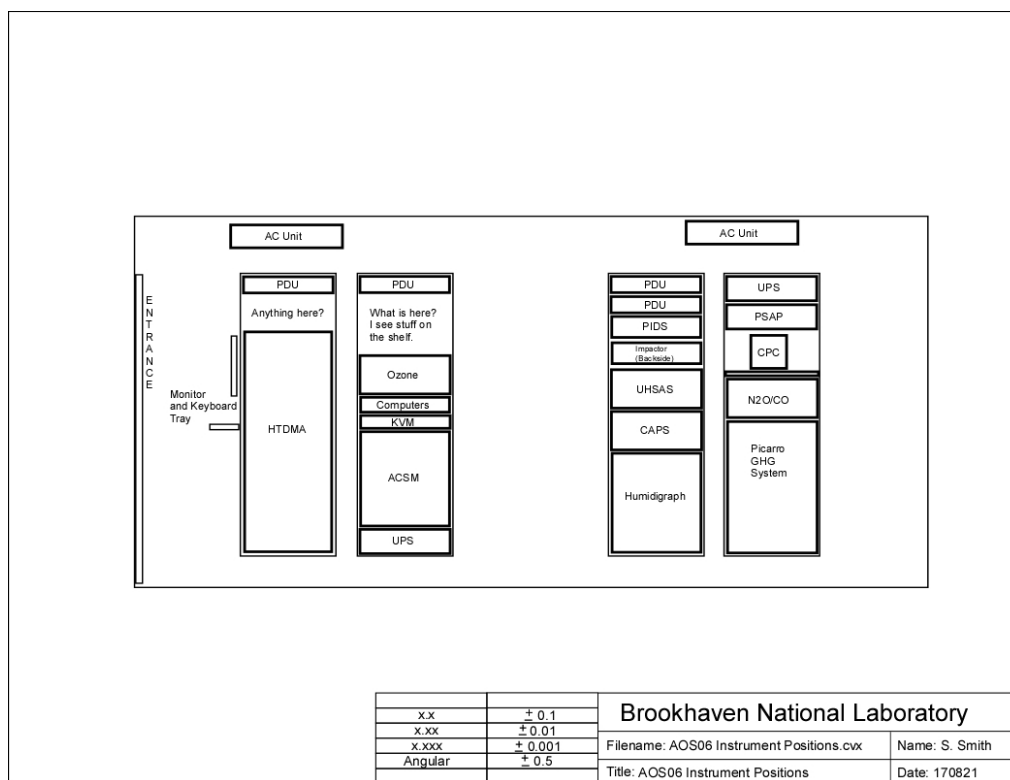 AC Unit
AC Unit
ENTRANCE
Monitor
and Keyboard
Tray
PDU
Anything here?
HTDMA
PDU
What is here?
I see stuff on
the shelf.
Ozone
Computers
KVM
ACSM
UPS
PDU
PDU
PIDS
Impactor
(Backside)
UHSAS
CAPS
Humidigraph
UPS
PSAP
CPC
N2O/CO
Picarro
GHG
System
x.x ± 0.1
x.xx ± 0.01
x.xxx ± 0.001
Angular ± 0.5
Brookhaven National Laboratory
Filename: AOS06 Instrument Positions.cvx Name: S. Smith
Title: AOS06 Instrument Positions Date: 170821